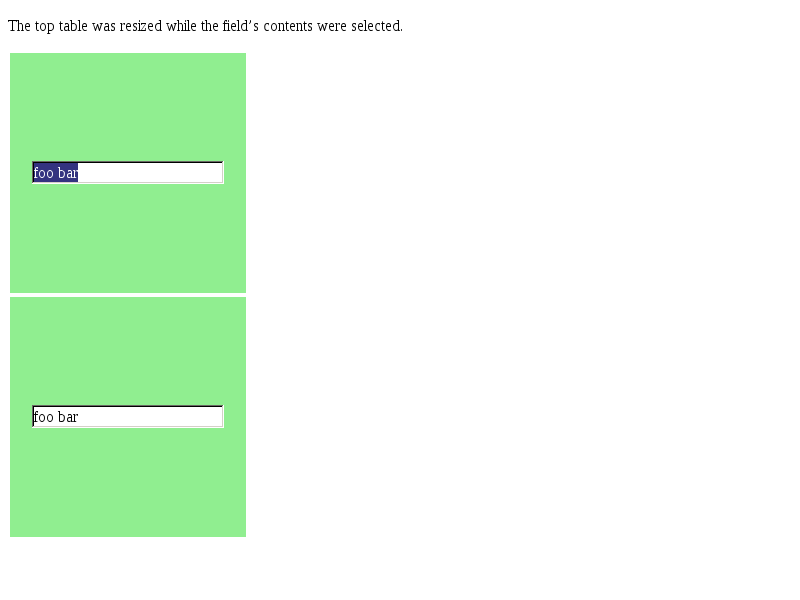 The top table was resized while the field’s contents were selected.
foo bar
foo bar